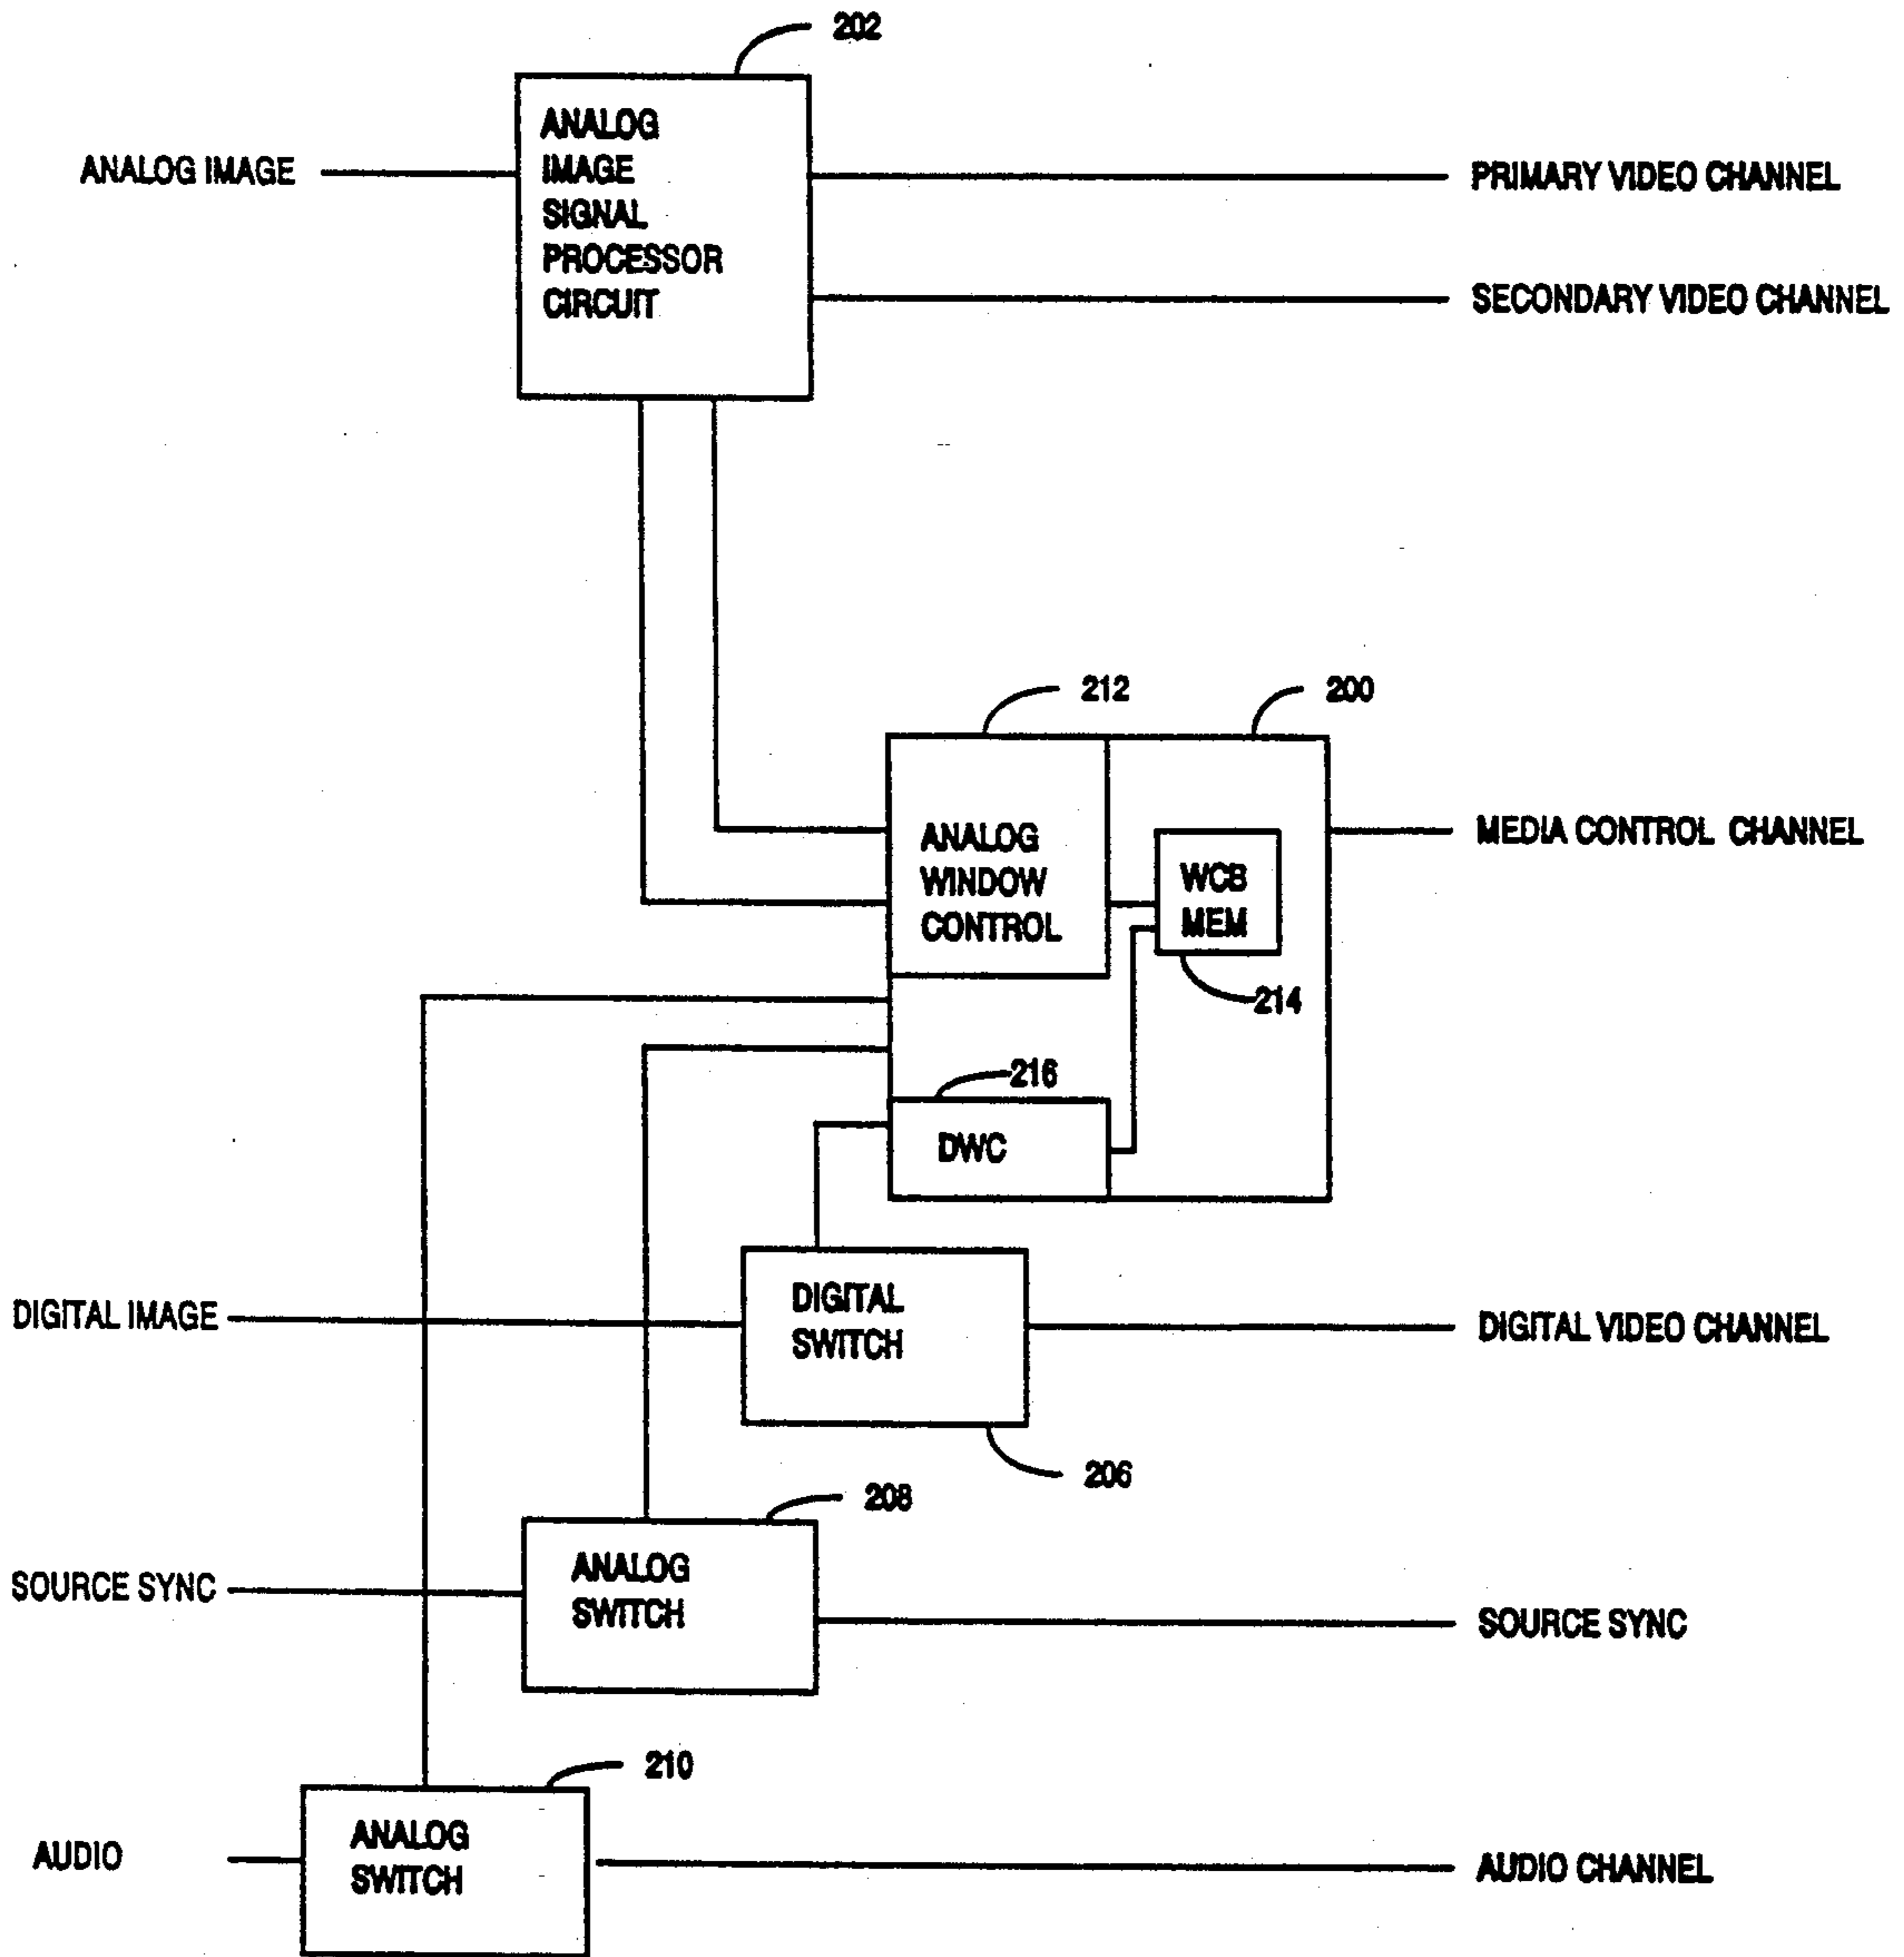 202
ANALOG
IMAGE
SIGNAL
PROCESSOR
CIRCUIT
ANALOG IMAGE
PRIMARY VIDEO CHANNEL
SECONDARY VIDEO CHANNEL
212
200
ANALOG
WINDOW
CONTROL
WCB
MEM
MEDIA CONTROL CHANNEL
214
216
DWC
DIGITAL IMAGE
DIGITAL
SWITCH
DIGITAL VIDEO CHANNEL
206
208
SOURCE SYNC
ANALOG
SWITCH
SOURCE SYNC
210
AUDIO
ANALOG
SWITCH
AUDIO CHANNEL